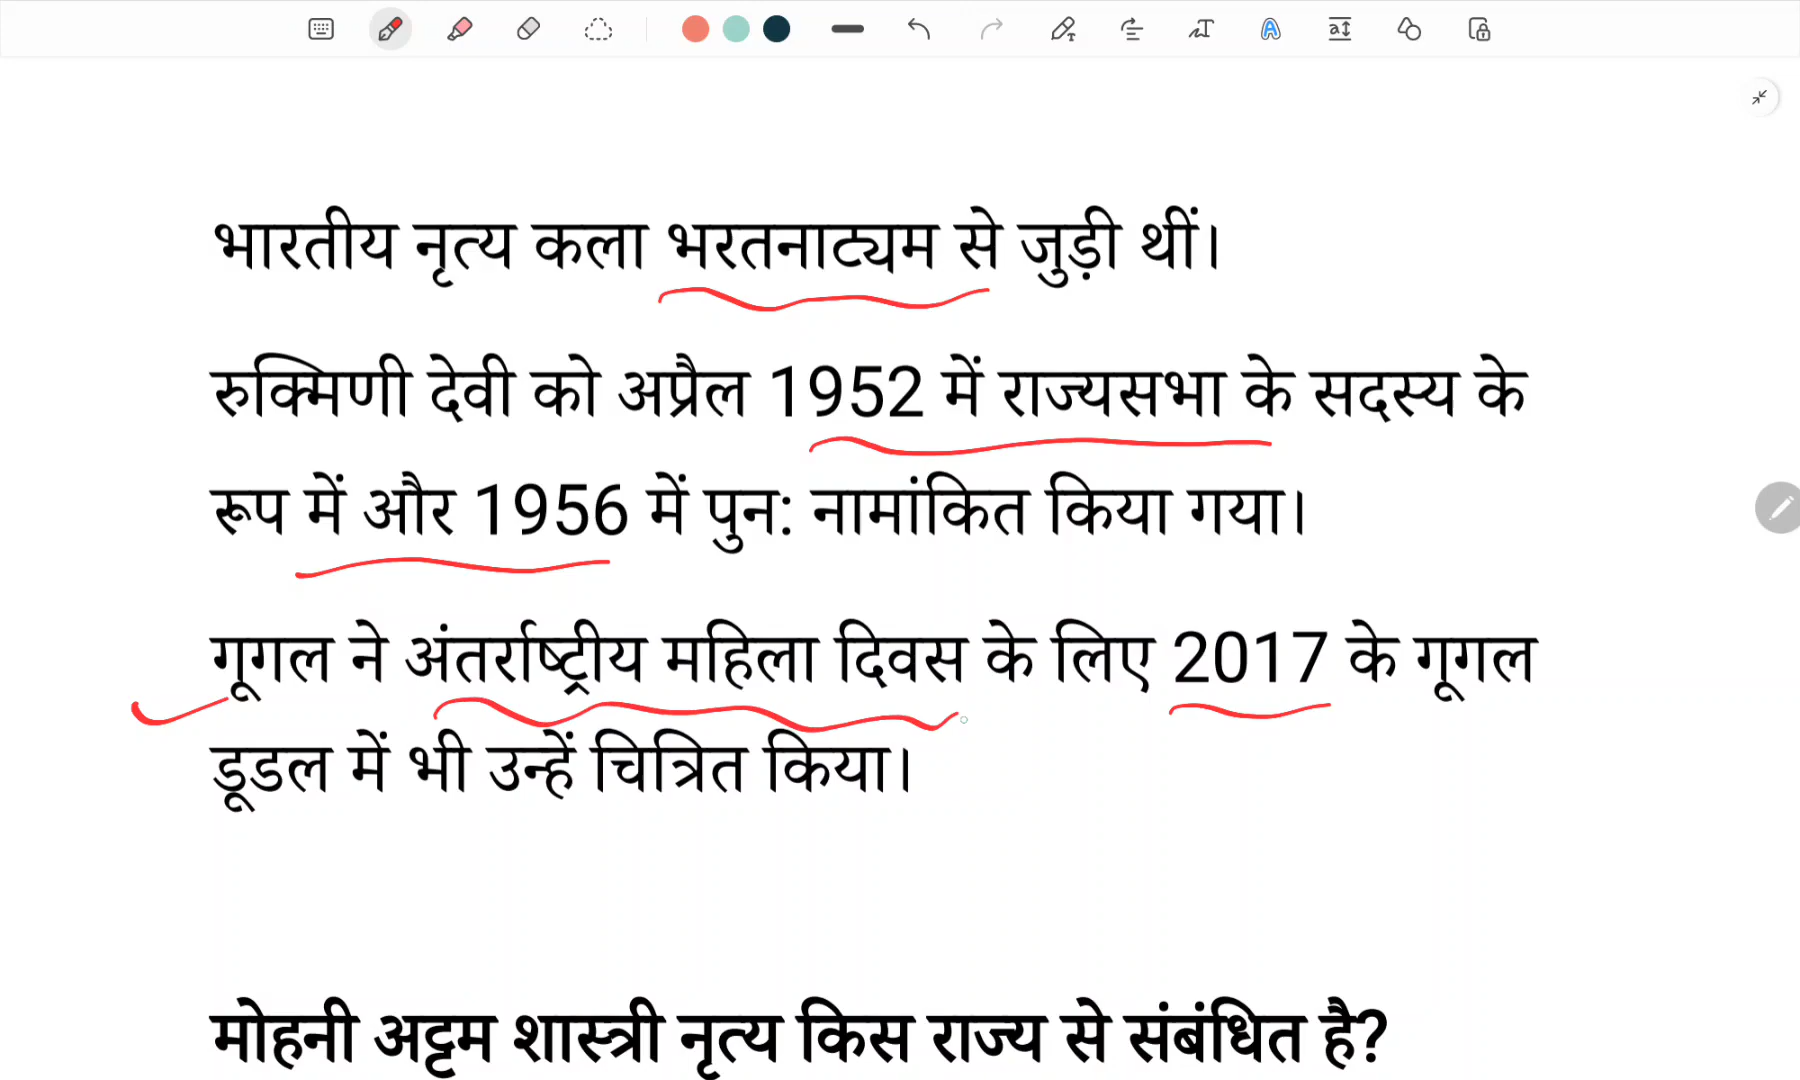 भारतीय नृत्य कला भरतनाट्यम से जुड़ी थीं।
रुक्मिणी देवी को अप्रैल 1952 में राज्यसभा के सदस्य के
रूप में और 1956 में पुन: नामांकित किया गया।
गूगल ने अंतर्राष्ट्रीय महिला दिवस के लिए 2017 के गूगल
डूडल में भी उन्हें चित्रित किया।
मोहनी अट्टम शास्त्री नृत्य किस राज्य से संबंधित है?